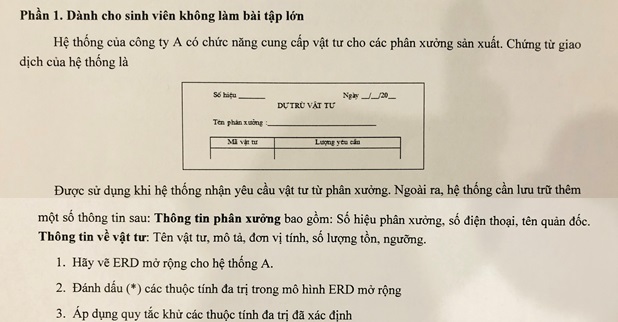 Phần 1. Dành cho sinh viên không làm bài tập lớn
Hệ thống của công ty A có chức năng cung cấp vật tư cho các phân xưởng sản xuất. Chứng từ giao
dịch của hệ thống là
Số hiệu ______ Ngày __/__/20__
DỰ TRÙ VẬT TƯ
Tên phân xưởng :______________________
Mã vật tư Lượng yêu cầu
Được sử dụng khi hệ thống nhận yêu cầu vật tư từ phân xưởng. Ngoài ra, hệ thống cần lưu trữ thêm
một số thông tin sau: Thông tin phân xưởng bao gồm: Số hiệu phân xưởng, số điện thoại, tên quản đốc.
Thông tin về vật tư: Tên vật tư, mô tả, đơn vị tính, số lượng tồn, ngưỡng.
1. Hãy vẽ ERD mở rộng cho hệ thống A.
2. Đánh dấu (*) các thuộc tính đa trị trong mô hình ERD mở rộng
3. Áp dụng quy tắc khử các thuộc tính đa trị đã xác định